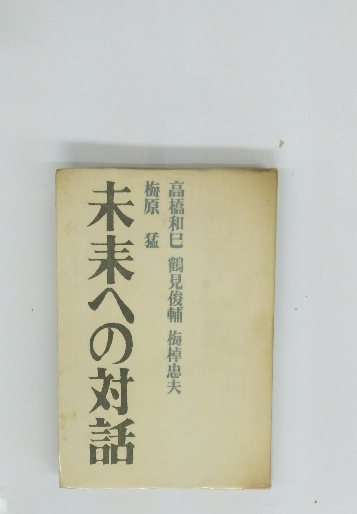 高橋和巳 鶴見俊輔 梅棹忠夫
梅原 猛
未来への対話